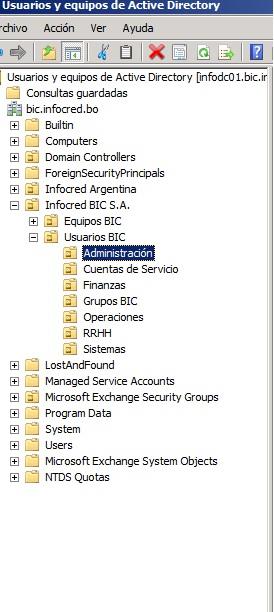 Usuarios y equipos de Active Directory
rchivo Acción Ver Ayuda
Usuarios y equipos de Active Directory [infodc01.bic.in
Consultas guardadas
bic.infocred.bo
Builtin
Computers
Domain Controllers
ForeignSecurityPrincipals
Infocred Argentina
Infocred BIC S.A.
Equipos BIC
Usuarios BIC
Administración
Cuentas de Servicio
Finanzas
Grupos BIC
Operaciones
RRHH
Sistemas
LostAndFound
Managed Service Accounts
Microsoft Exchange Security Groups
Program Data
System
Users
Microsoft Exchange System Objects
NTDS Quotas